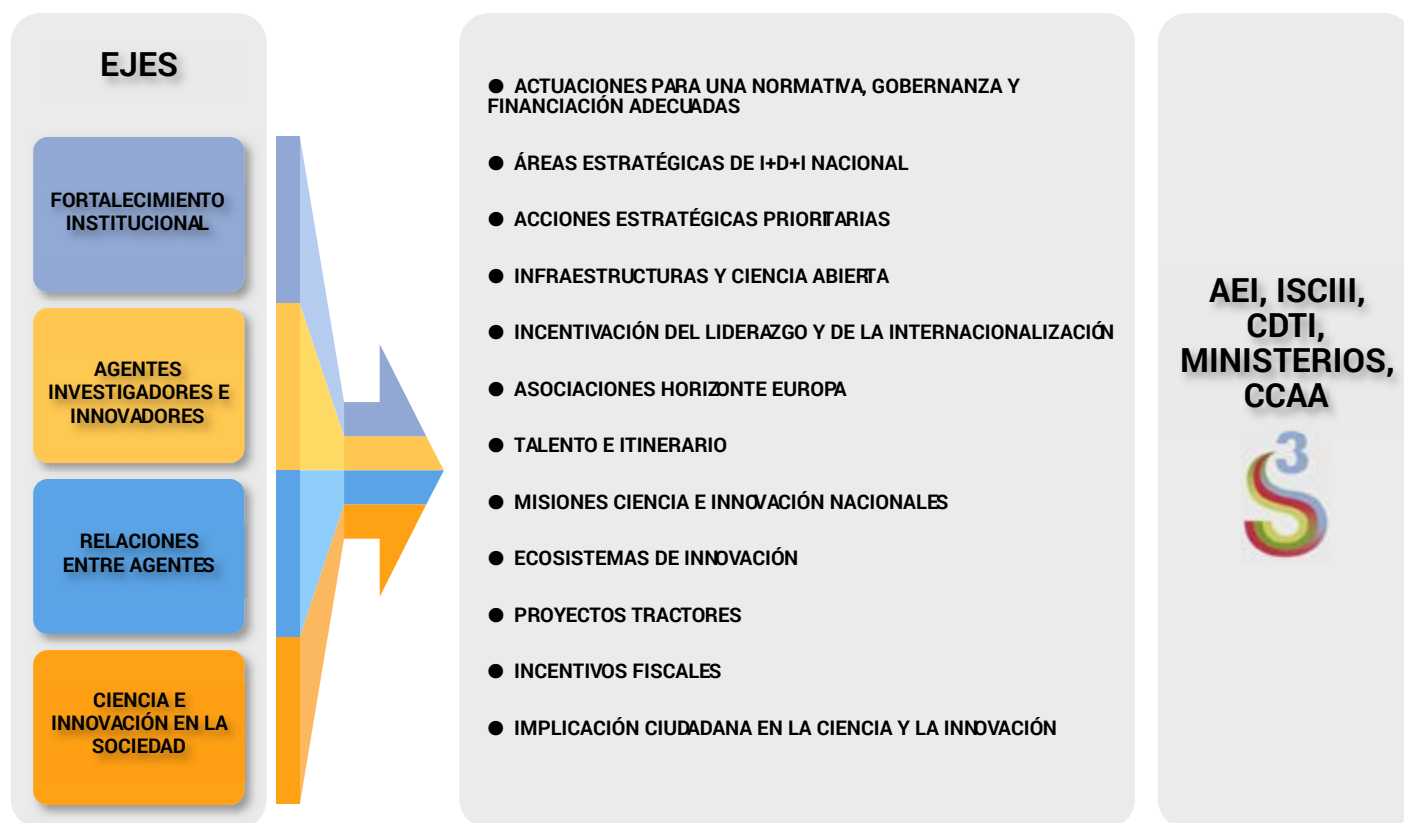 EJES
FORTALECIMIENTO
INSTITUCIONAL
AGENTES
INVESTIGADORES E
INNOVADORES
RELACIONES
ENTRE AGENTES
CIENCIA E
INNOVACIÓN EN LA
SOCIEDAD
● ACTUACIONES PARA UNA NORMATIVA, GOBERNANZA Y
FINANCIACIÓN ADECUADAS
● ÁREAS ESTRATÉGICAS DE I+D+I NACIONAL
● ACCIONES ESTRATÉGICAS PRIORITARIAS
● INFRAESTRUCTURAS Y CIENCIA ABIERTA
● INCENTIVACIÓN DEL LIDERAZGO Y DE LA INTERNACIONALIZACIÓN
● ASOCIACIONES HORIZONTE EUROPA
● TALENTO E ITINERARIO
● MISIONES CIENCIA E INNOVACIÓN NACIONALES
● ECOSISTEMAS DE INNOVACIÓN
● PROYECTOS TRACTORES
● INCENTIVOS FISCALES
● IMPLICACIÓN CIUDADANA EN LA CIENCIA Y LA INNOVACIÓN
AEI, ISCIII,
CDTI,
MINISTERIOS,
CCAA
S3